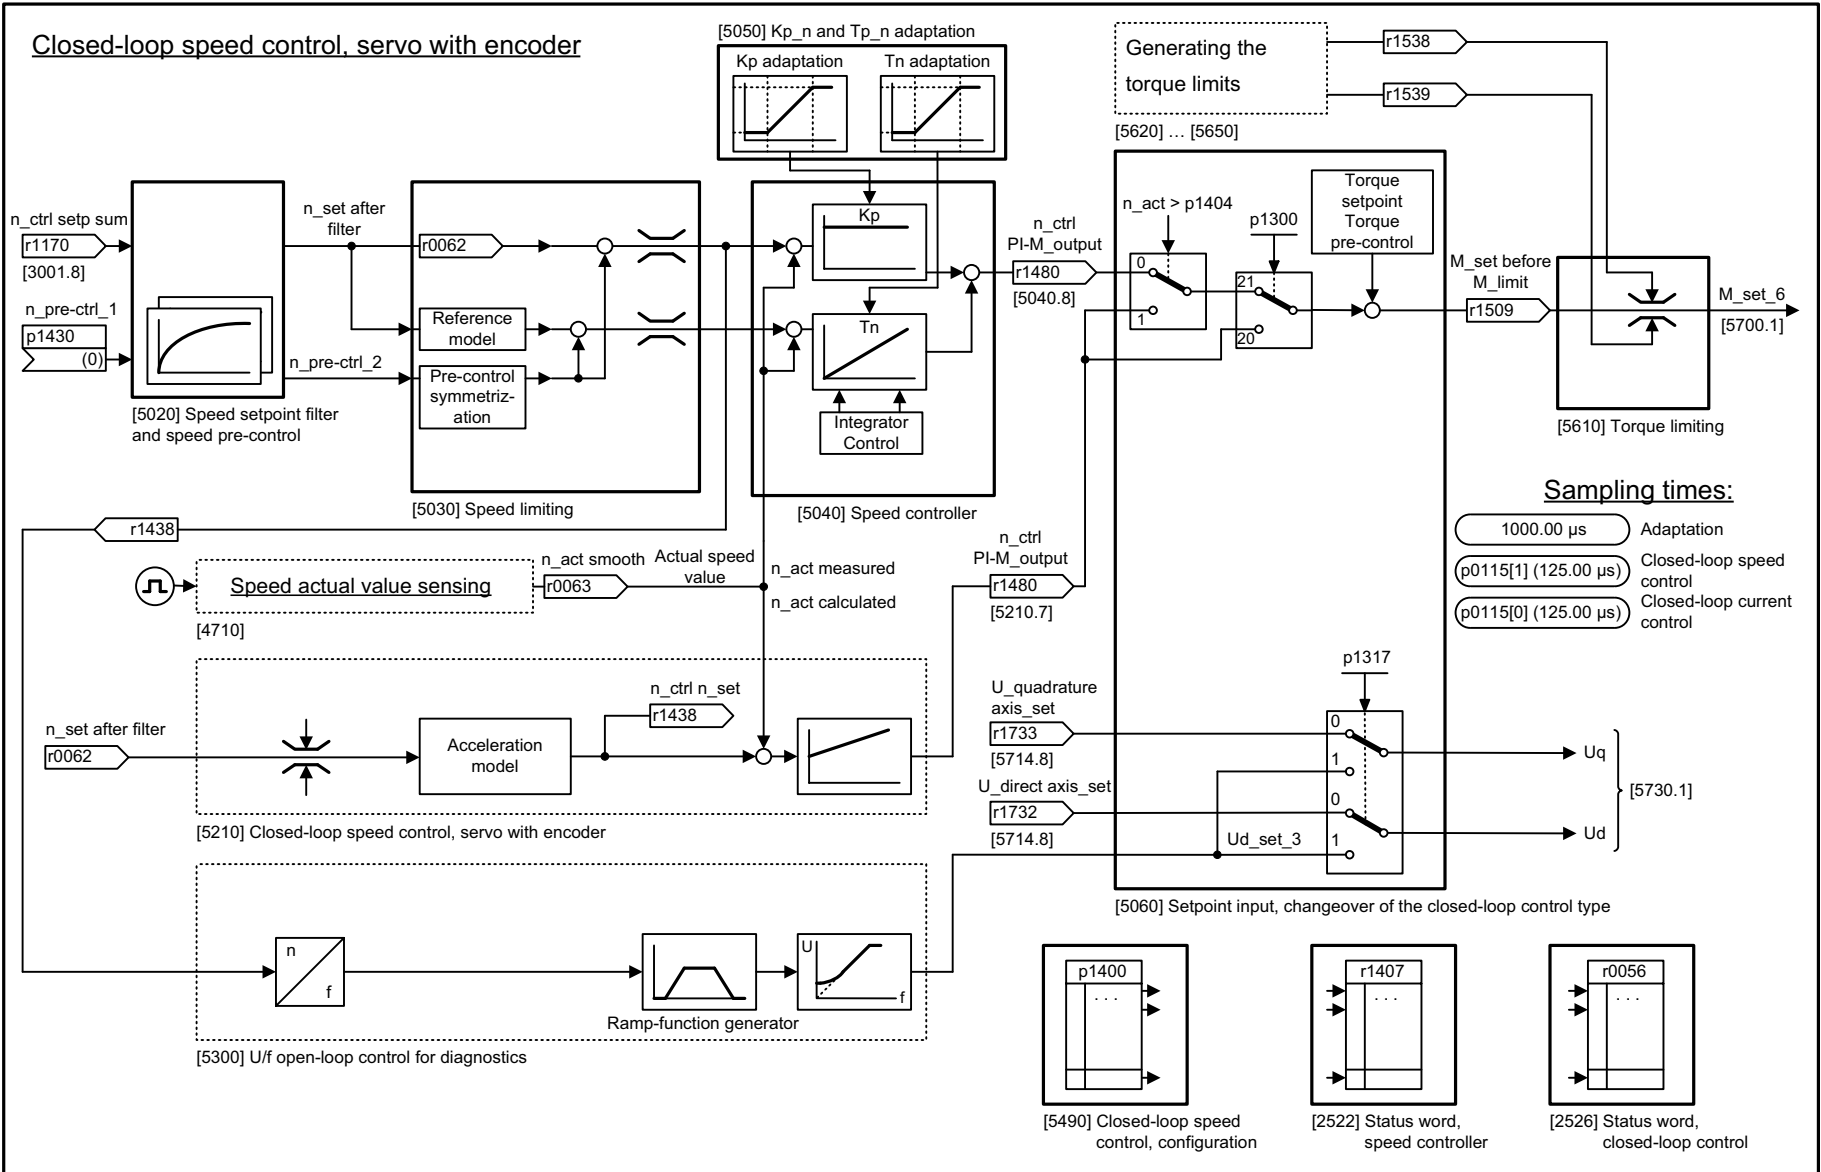 Closed-loop speed control, servo with encoder
[5050] Kp_n and Tp_n adaptation
Kp adaptation
Tn adaptation
Generating the
torque limits
r1538
r1539
[5620] … [5650]
n_ctrl setp sum
r1170
[3001.8]
n_pre-ctrl_1
p1430
(0)
[5020] Speed setpoint filter
and speed pre-control
n_set after
filter
n_pre-ctrl_2
r0062
Reference
model
Pre-control
symmetriz-
ation
[5030] Speed limiting
Kp
Tn
Integrator
Control
[5040] Speed controller
n_ctrl
PI-M_output
r1480
[5040.8]
n_act > p1404
0
1
p1300
21
20
Torque
setpoint
Torque
pre-control
M_set before
M_limit
r1509
M_set_6
[5700.1]
[5610] Torque limiting
Sampling times:
1000.00 µs
Adaptation
p0115[1] (125.00 µs)
Closed-loop speed
control
p0115[0] (125.00 µs)
Closed-loop current
control
r1438
Speed actual value sensing
[4710]
n_act smooth
r0063
Actual speed
value
n_act measured
n_act calculated
n_ctrl
PI-M_output
r1480
[5210.7]
n_set after filter
r0062
Acceleration
model
n_ctrl n_set
r1438
[5210] Closed-loop speed control, servo with encoder
U_quadrature
axis_set
r1733
[5714.8]
U_direct axis_set
r1732
[5714.8]
Ud_set_3
p1317
0
1
0
1
Uq
Ud
[5730.1]
[5060] Setpoint input, changeover of the closed-loop control type
n
f
Ramp-function generator
U
f
[5300] U/f open-loop control for diagnostics
p1400
. . .
[5490] Closed-loop speed
control, configuration
r1407
. . .
[2522] Status word,
speed controller
r0056
. . .
[2526] Status word,
closed-loop control